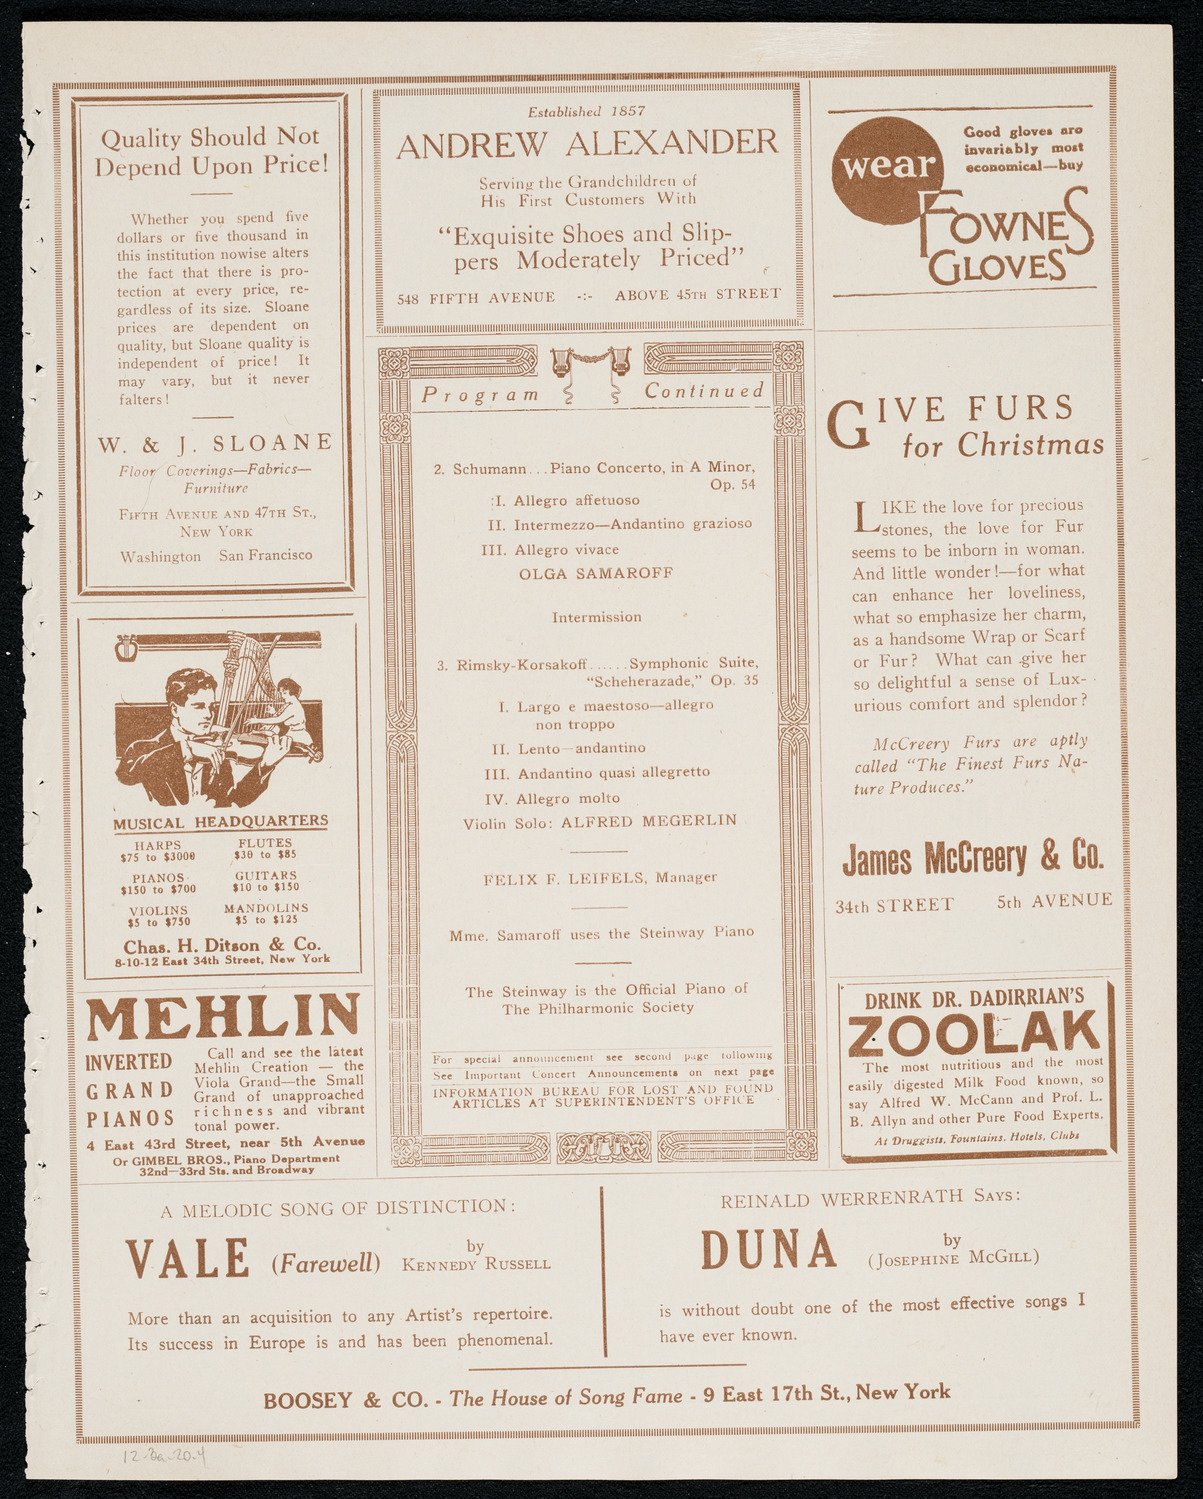 Quality Should Not
Depend Upon Price!
Whether you spend five
dollars or five thousand in
this institution nowise alters
the fact that there is pro-
tection at every price, re-
gardless of its size. Sloane
prices are dependent on
quality, but Sloane quality is
independent of price! It
may vary, but it never
falters!
W. & J. SLOANE
Floor Coverings—Fabrics—
Furniture
FIFTH AVENUE AND 47TH ST.,
NEW YORK
Washington San Francisco
MUSICAL HEADQUARTERS
HARPS FLUTES
$75 to $3000 $30 to $85
PIANOS GUITARS
$150 to $700 $10 to $150
VIOLINS MANDOLINS
$5 to $750 $5 to $125
Chas. H. Ditson & Co.
8-10-12 East 34th Street, New York
MEHLIN
INVERTED
GRAND
PIANOS
Call and see the latest
Mehlin Creation — the
Viola Grand—the Small
Grand of unapproached
richness and vibrant
tonal power.
4 East 43rd Street, near 5th Avenue
Or GIMBEL BROS., Piano Department
32nd—33rd Sts. and Broadway
Established 1857
ANDREW ALEXANDER
Serving the Grandchildren of
His First Customers With
"Exquisite Shoes and Slip-
pers Moderately Priced"
548 FIFTH AVENUE -:- ABOVE 45TH STREET
Program Continued
2. Schumann...Piano Concerto, in A Minor,
Op. 54
I. Allegro affetuoso
II. Intermezzo—Andantino grazioso
III. Allegro vivace
OLGA SAMAROFF
Intermission
3. Rimsky-Korsakoff......Symphonic Suite,
"Scheherazade," Op. 35
I. Largo e maestoso—allegro
non troppo
II. Lento—andantino
III. Andantino quasi allegretto
IV. Allegro molto
Violin Solo: ALFRED MEGERLIN
FELIX F. LEIFELS, Manager
Mme. Samaroff uses the Steinway Piano
The Steinway is the Official Piano of
The Philharmonic Society
For special announcement see second page following
See Important Concert Announcements on next page
INFORMATION BUREAU FOR LOST AND FOUND
ARTICLES AT SUPERINTENDENT'S OFFICE
wear
Good gloves are
invariably most
economical—buy
FOWNES
GLOVES
GIVE FURS
for Christmas
LIKE the love for precious
stones, the love for Fur
seems to be inborn in woman.
And little wonder!—for what
can enhance her loveliness,
what so emphasize her charm,
as a handsome Wrap or Scarf
or Fur? What can give her
so delightful a sense of Lux-
urious comfort and splendor?
McCreery Furs are aptly
called "The Finest Furs Na-
ture Produces."
James McCreery & Co.
34th STREET 5th AVENUE
DRINK DR. DADIRRIAN'S
ZOOLAK
The most nutritious and the most
easily digested Milk Food known, so
say Alfred W. McCann and Prof. L.
B. Allyn and other Pure Food Experts.
At Druggists, Fountains, Hotels, Clubs
A MELODIC SONG OF DISTINCTION:
VALE (Farewell) by KENNEDY RUSSELL
More than an acquisition to any Artist's repertoire.
Its success in Europe is and has been phenomenal.
REINALD WERRENRATH SAYS:
DUNA by (JOSEPHINE MCGILL)
is without doubt one of the most effective songs I
have ever known.
BOOSEY & CO. - The House of Song Fame - 9 East 17th St., New York